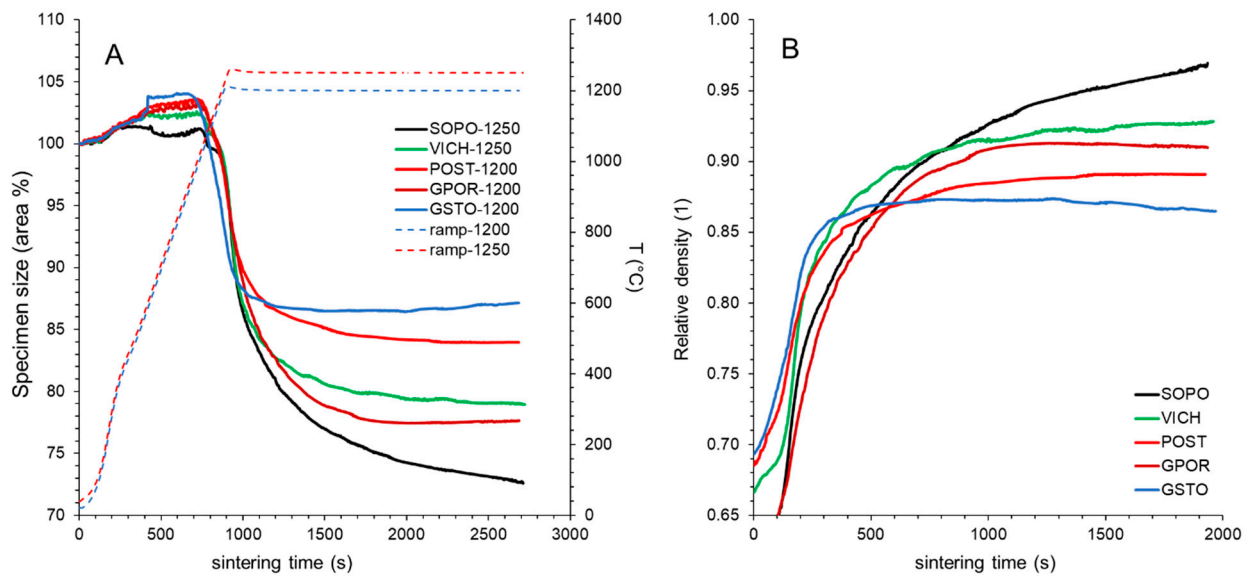 A
Specimen size (area %)
110
105
100
95
90
85
80
75
70
0
500
1000
1500
2000
2500
3000
sintering time (s)
1400
1200
1000
800
600
400
200
0
T (°C)
SOPO-1250
VICH-1250
POST-1200
GPOR-1200
GSTO-1200
ramp-1200
ramp-1250
B
Relative density (1)
1.00
0.95
0.90
0.85
0.80
0.75
0.70
0.65
0
500
1000
1500
2000
sintering time (s)
SOPO
VICH
POST
GPOR
GSTO